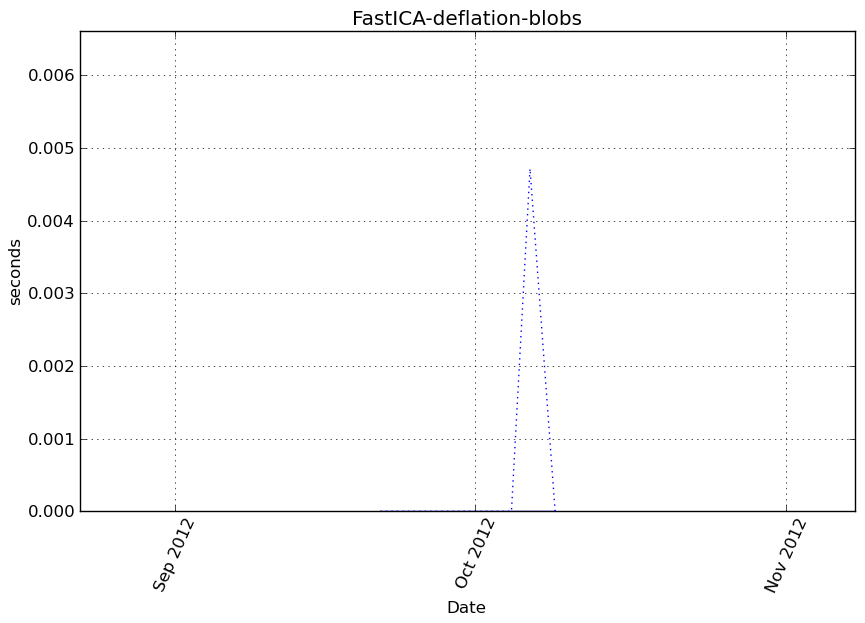 FastICA-deflation-blobs
0.006
0.005
0.004
0.003
0.002
0.001
0.000
seconds
Sep 2012
Oct 2012
Nov 2012
Date